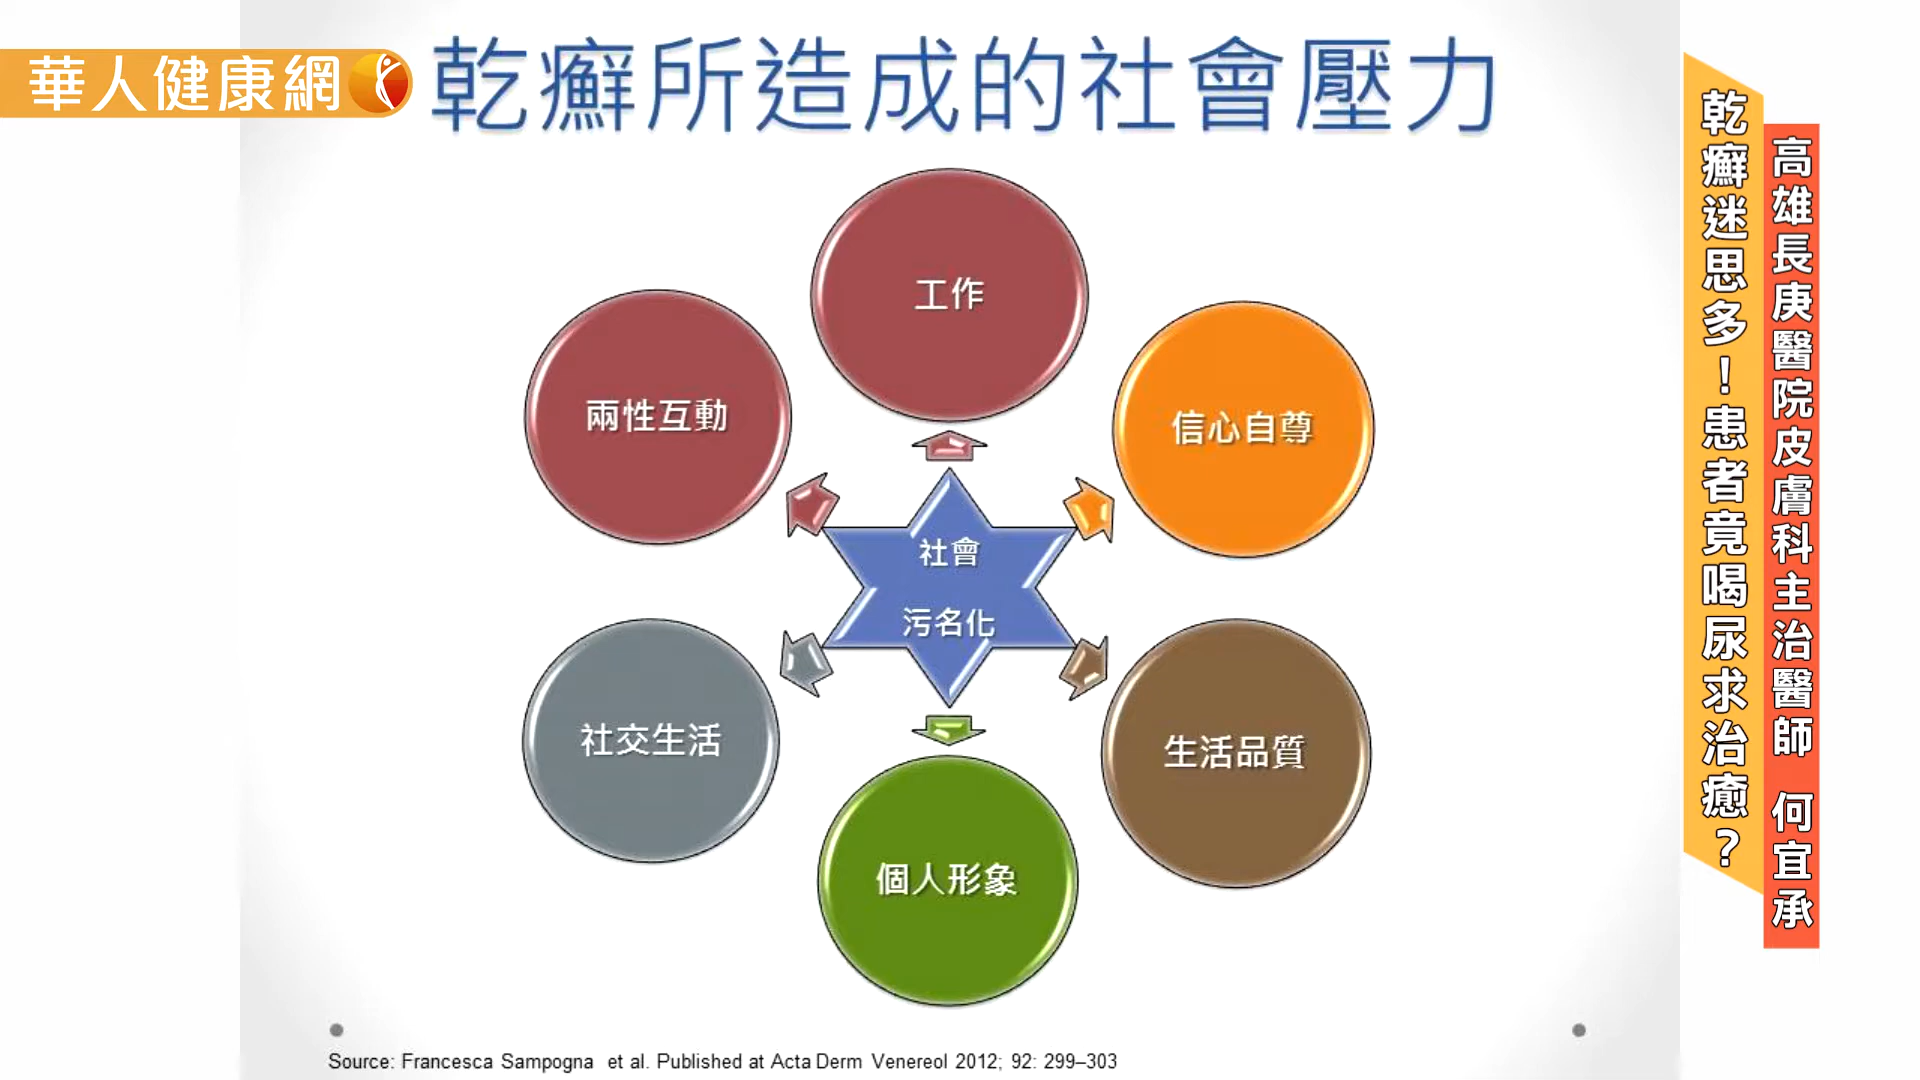 華人健康網
乾癬所造成的社會壓力
工作
兩性互動
信心自尊
社會
污名化
社交生活
生活品質
個人形象
Source: Francesca Sampogna et al. Published at Acta Derm Venereol 2012; 92: 299–303
高雄長庚醫院皮膚科主治醫師 何宜承
乾癬迷思多！患者竟喝尿求治癒？